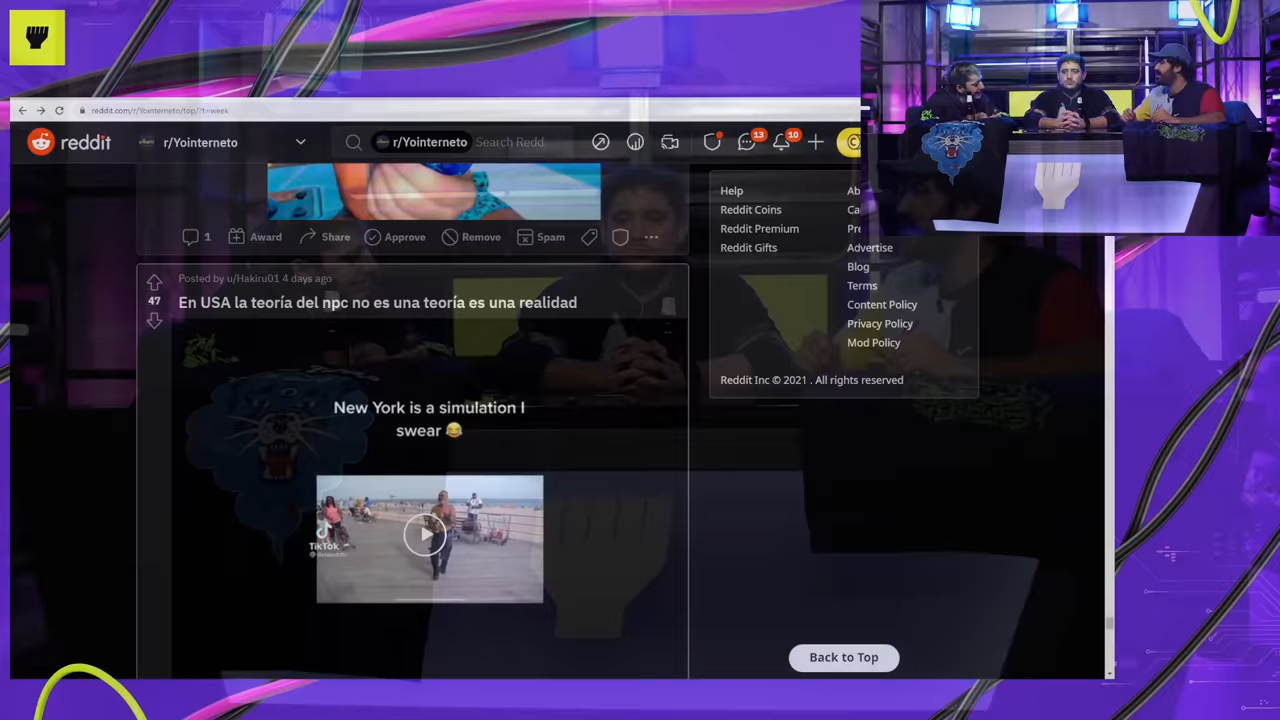 reddit.com/r/Yointerneto/top/?t=week
reddit
r/Yointerneto
r/Yointerneto Search Redd
13
10
Help
Reddit Coins
Reddit Premium
Reddit Gifts
Ab
Ca
Pre
Advertise
Blog
Terms
Content Policy
Privacy Policy
Mod Policy
Reddit Inc © 2021 . All rights reserved
1 Award Share Approve Remove Spam
Posted by u/Hakiru01 4 days ago
47
En USA la teoría del npc no es una teoría es una realidad
New York is a simulation I
swear 😂
TikTok
Back to Top